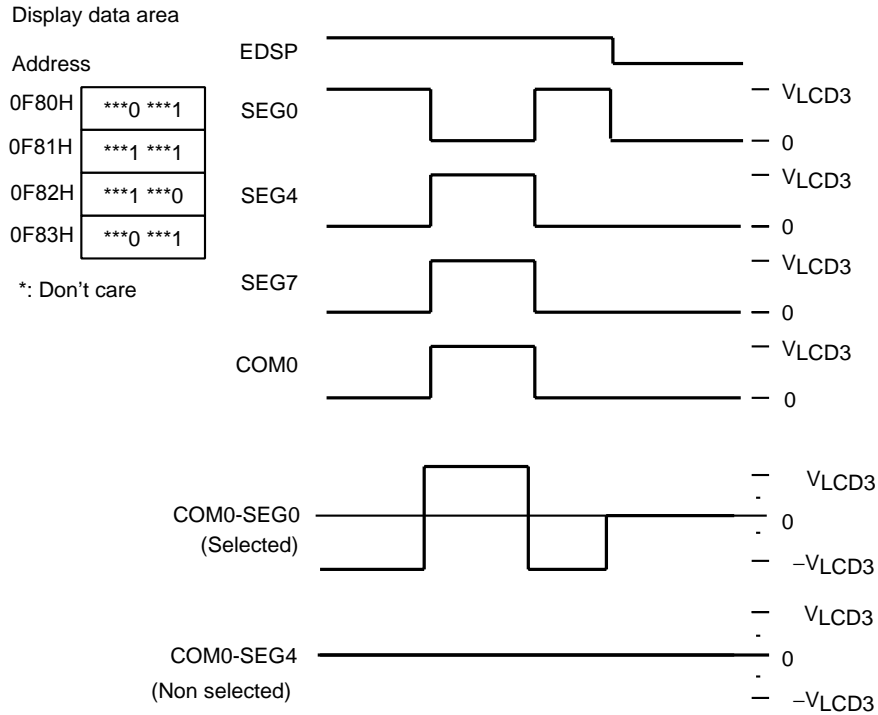 Display data area
Address
0F80H ***0 ***1
0F81H ***1 ***1
0F82H ***1 ***0
0F83H ***0 ***1
*: Don't care
EDSP
SEG0
VLCD3
0
SEG4
VLCD3
0
SEG7
VLCD3
0
COM0
VLCD3
0
COM0-SEG0
(Selected)
VLCD3
0
−VLCD3
COM0-SEG4
(Non selected)
VLCD3
0
−VLCD3